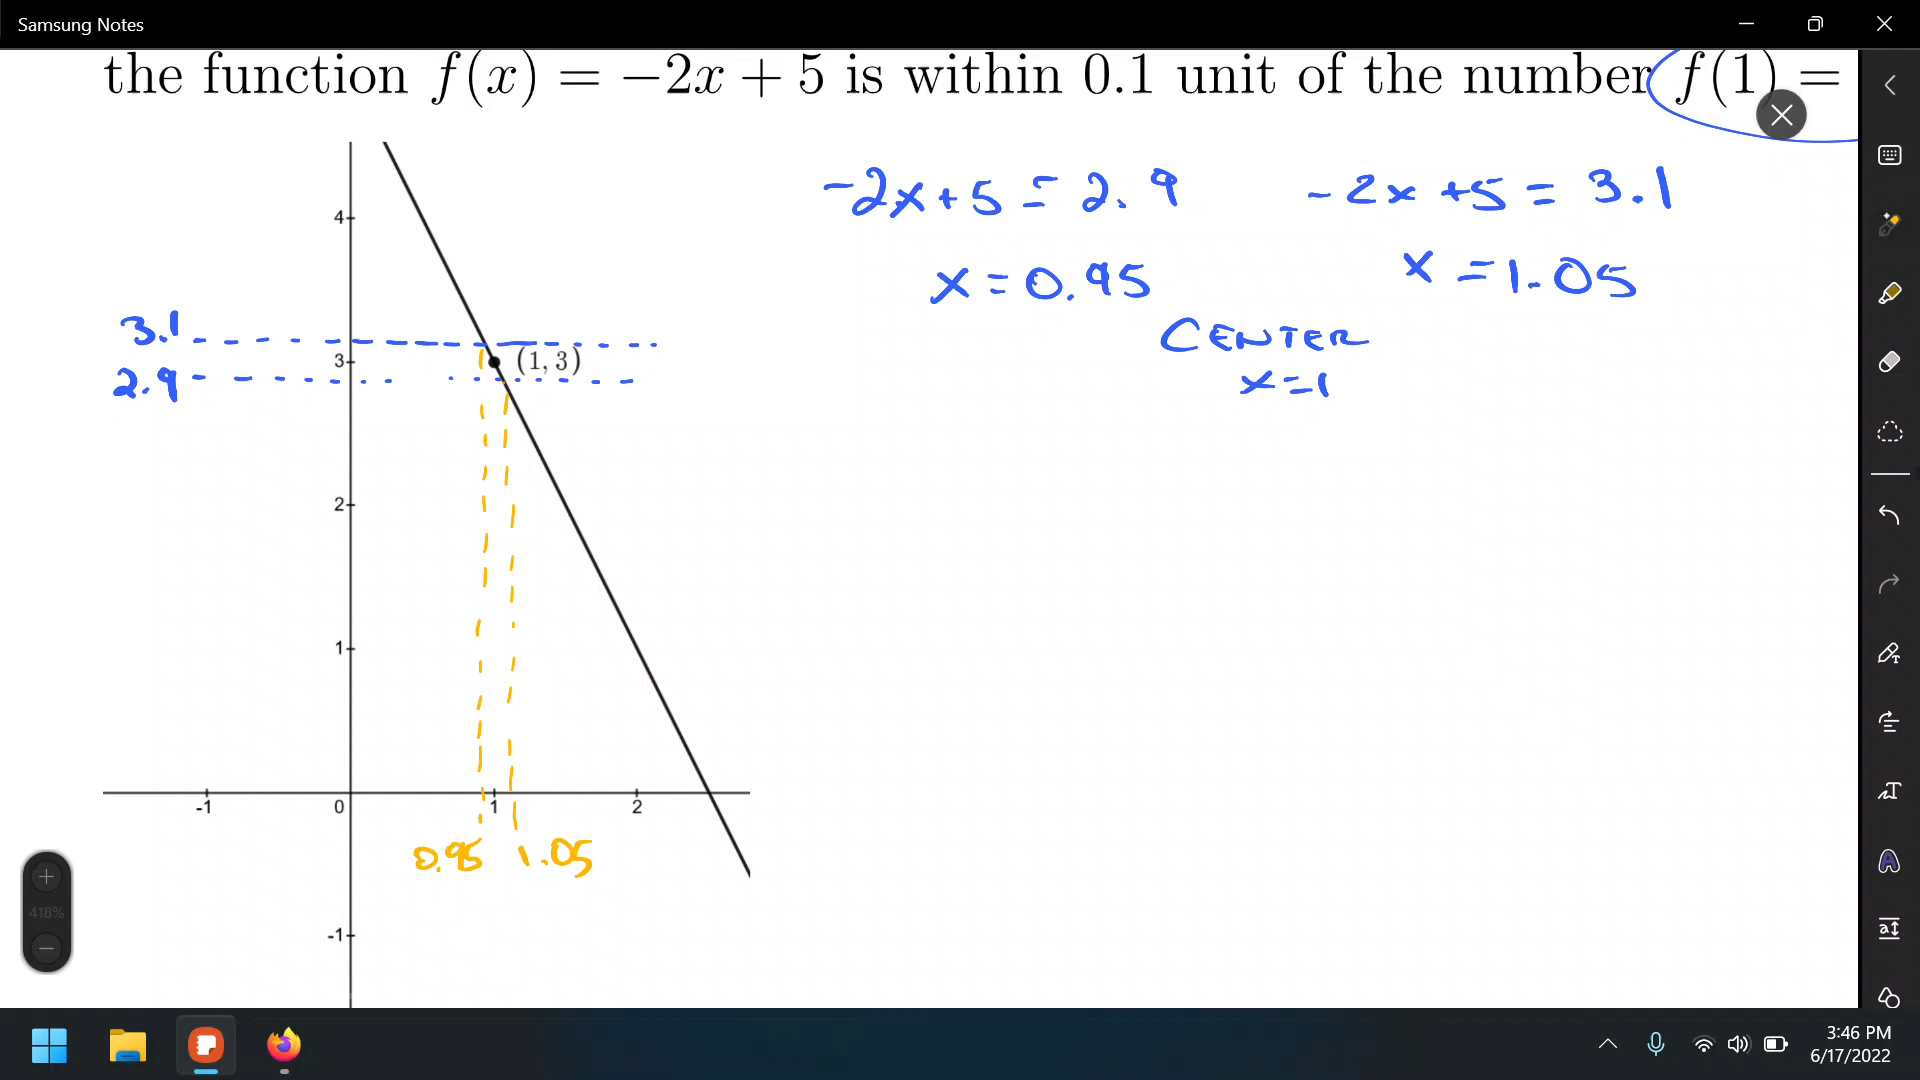 Samsung Notes
the function f(x) = −2x + 5 is within 0.1 unit of the number f(1) =
-2x+5 = 2.9
-2x +5 = 3.1
x = 0.95
x = 1.05
CENTER
x=1
4
3.1
3
(1, 3)
2.9
2
1
-1
0
1
2
0.95
1.05
-1
418%
3:46 PM
6/17/2022